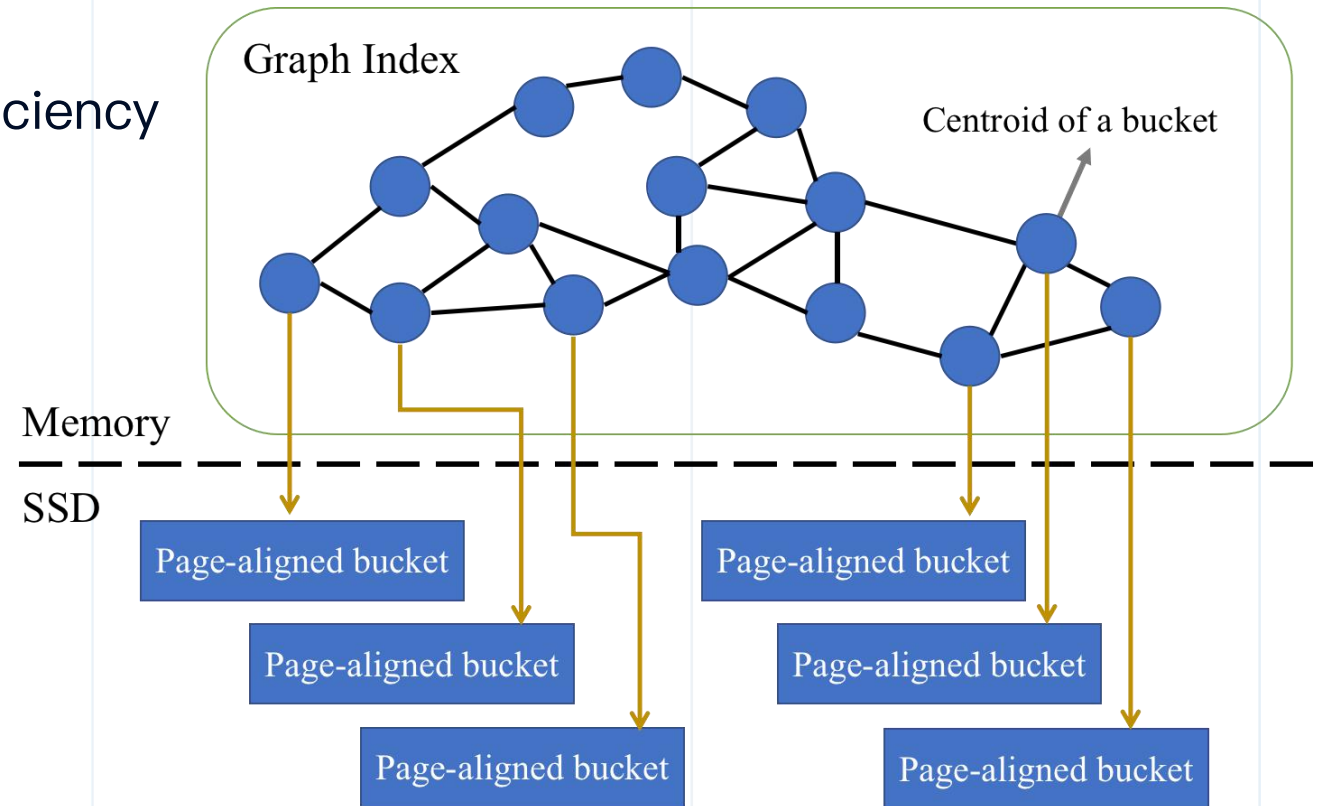 Graph Index
ciency
Centroid of a bucket
Memory
SSD
Page-aligned bucket
Page-aligned bucket
Page-aligned bucket
Page-aligned bucket
Page-aligned bucket
Page-aligned bucket